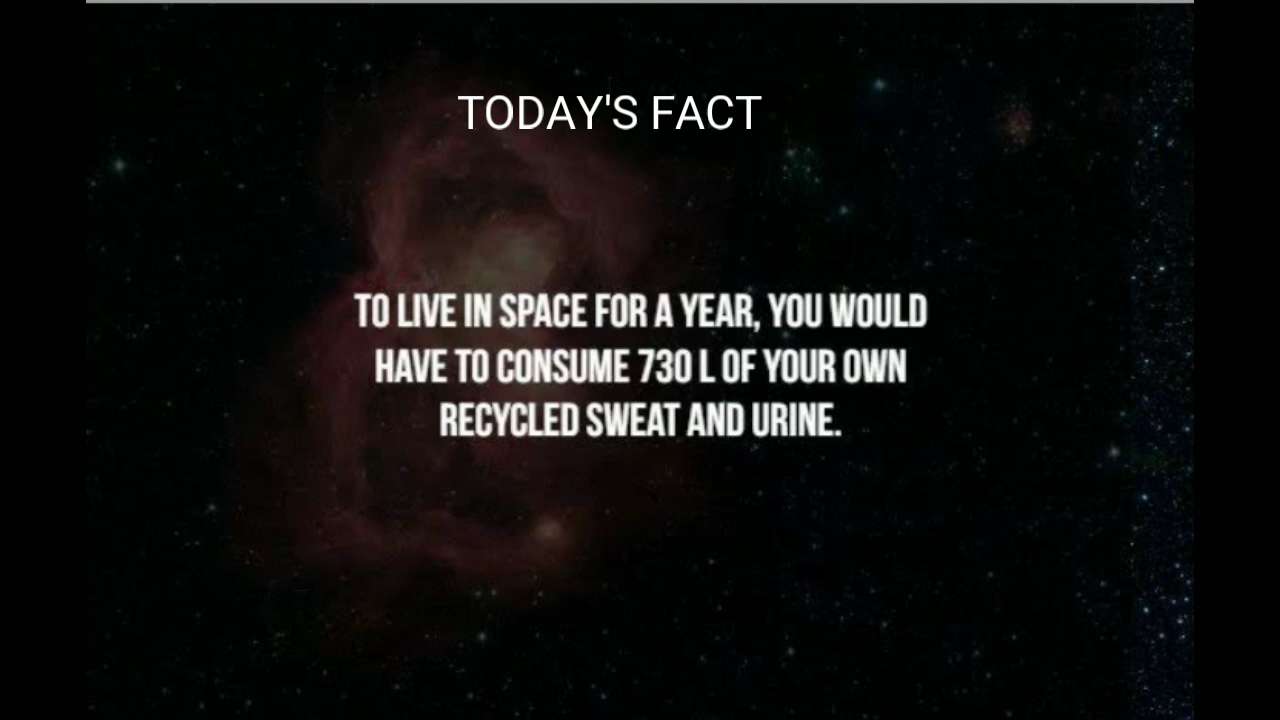 TODAY'S FACT
TO LIVE IN SPACE FOR A YEAR, YOU WOULD
HAVE TO CONSUME 730 L OF YOUR OWN
RECYCLED SWEAT AND URINE.